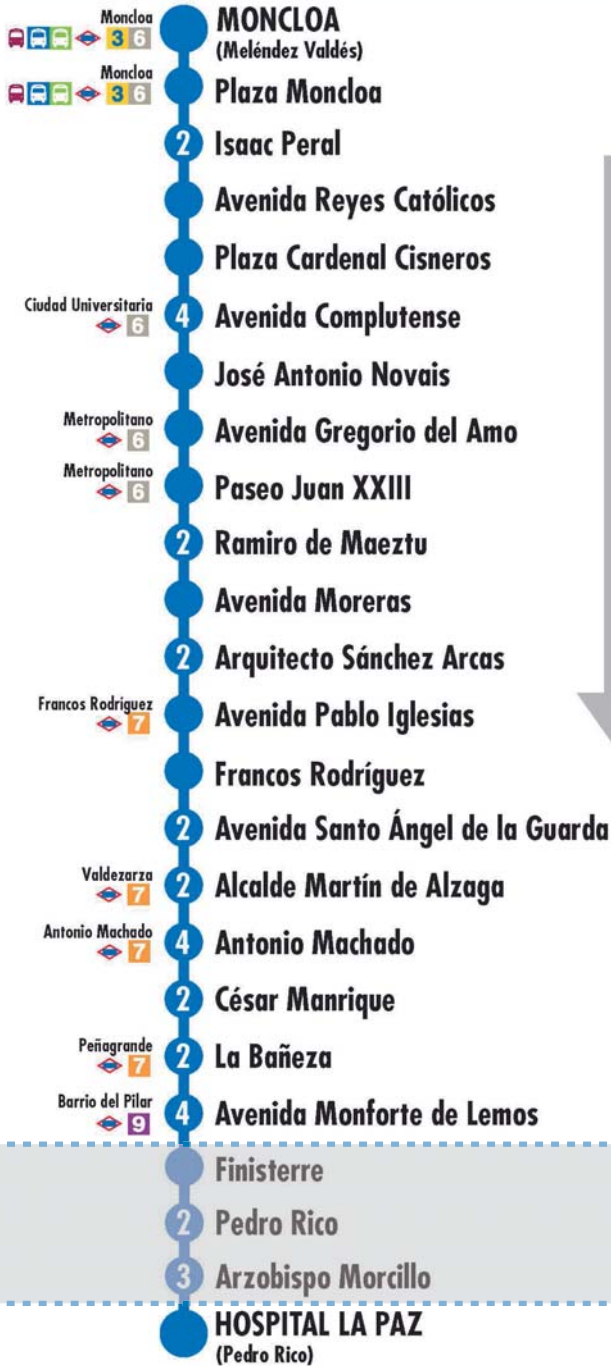 Moncloa
3 6
MONCLOA
(Meléndez Valdés)
Moncloa
3 6
Plaza Moncloa
2 Isaac Peral
Avenida Reyes Católicos
Plaza Cardenal Cisneros
Ciudad Universitaria
6
4 Avenida Complutense
José Antonio Novais
Metropolitano
6
Avenida Gregorio del Amo
Metropolitano
6
Paseo Juan XXIII
2 Ramiro de Maeztu
Avenida Moreras
2 Arquitecto Sánchez Arcas
Francos Rodríguez
7
Avenida Pablo Iglesias
Francos Rodríguez
2 Avenida Santo Ángel de la Guarda
Valdezarza
7
2 Alcalde Martín de Alzaga
Antonio Machado
7
4 Antonio Machado
2 César Manrique
Peñagrande
7
2 La Bañeza
Barrio del Pilar
9
4 Avenida Monforte de Lemos
Finisterre
2 Pedro Rico
3 Arzobispo Morcillo
HOSPITAL LA PAZ
(Pedro Rico)